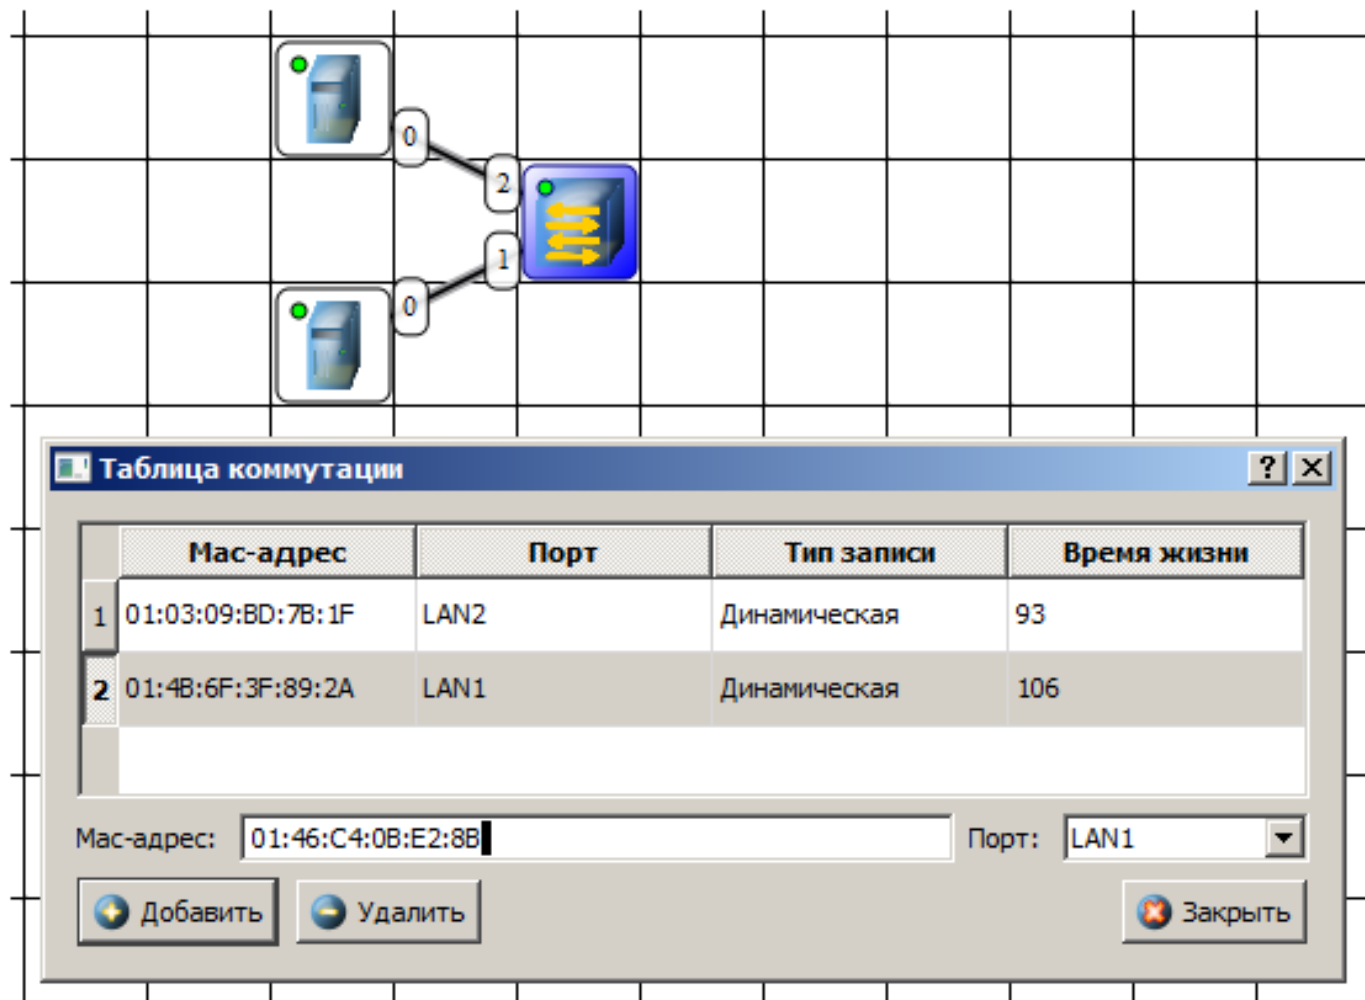 0
2
1
0
Таблица коммутации
Мас-адрес Порт Тип записи Время жизни
1 01:03:09:BD:7B:1F LAN2 Динамическая 93
2 01:4B:6F:3F:89:2A LAN1 Динамическая 106
Мас-адрес: 01:46:C4:0B:E2:8B Порт: LAN1
Добавить Удалить Закрыть